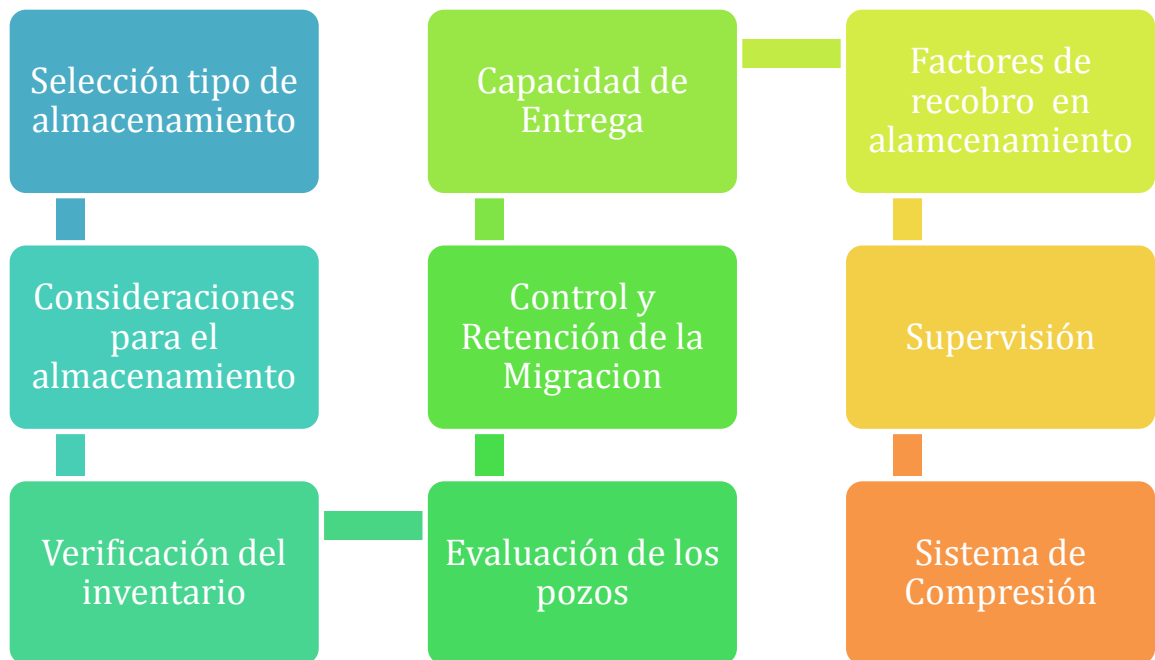 Selección tipo de
almacenamiento
Consideraciones
para el
almacenamiento
Verificación del
inventario
Evaluación de los
pozos
Control y
Retención de la
Migracion
Capacidad de
Entrega
Factores de
recobro en
alamcenamiento
Supervisión
Sistema de
Compresión